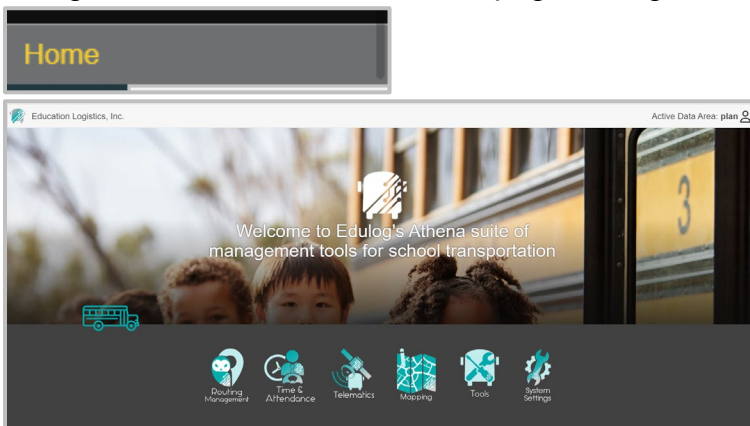 Home
Education Logistics, Inc.
Active Data Area: plan
3
Welcome to Edulog's Athena suite of
management tools for school transportation
Routing
Management
Time &
Attendance
Telematics
Mapping
Tools
System
Settings